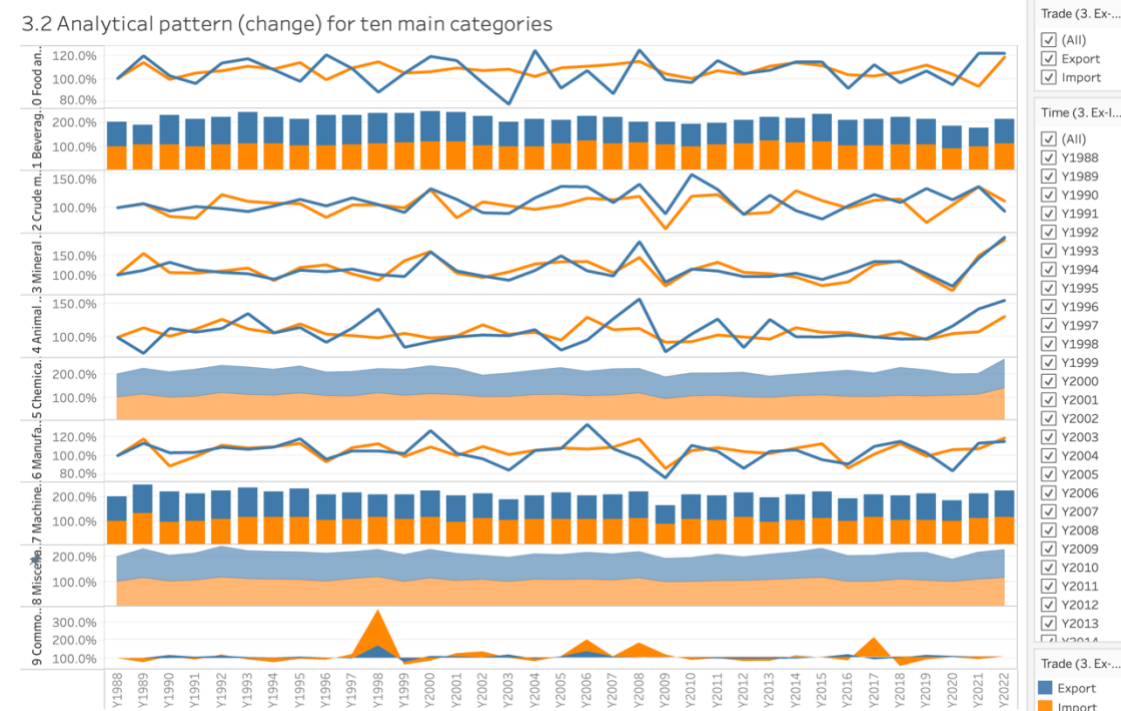 3.2 Analytical pattern (change) for ten main categories
0 Food an..
120.0%
100.0%
80.0%
1 Beverag..
200.0%
100.0%
2 Crude m..
150.0%
100.0%
3 Mineral ..
150.0%
100.0%
4 Animal ..
150.0%
100.0%
5 Chemica..
200.0%
100.0%
6 Manufa..
120.0%
100.0%
80.0%
7 Machine..
200.0%
100.0%
8 Miscella..
200.0%
100.0%
9 Commo..
300.0%
200.0%
100.0%
Y1988
Y1989
Y1990
Y1991
Y1992
Y1993
Y1994
Y1995
Y1996
Y1997
Y1998
Y1999
Y2000
Y2001
Y2002
Y2003
Y2004
Y2005
Y2006
Y2007
Y2008
Y2009
Y2010
Y2011
Y2012
Y2013
Y2014
Y2015
Y2016
Y2017
Y2018
Y2019
Y2020
Y2021
Y2022
Trade (3. Ex-...
(All)
Export
Import
Time (3. Ex-I...
(All)
Y1988
Y1989
Y1990
Y1991
Y1992
Y1993
Y1994
Y1995
Y1996
Y1997
Y1998
Y1999
Y2000
Y2001
Y2002
Y2003
Y2004
Y2005
Y2006
Y2007
Y2008
Y2009
Y2010
Y2011
Y2012
Y2013
Y2014
Trade (3. Ex-...
Export
Import